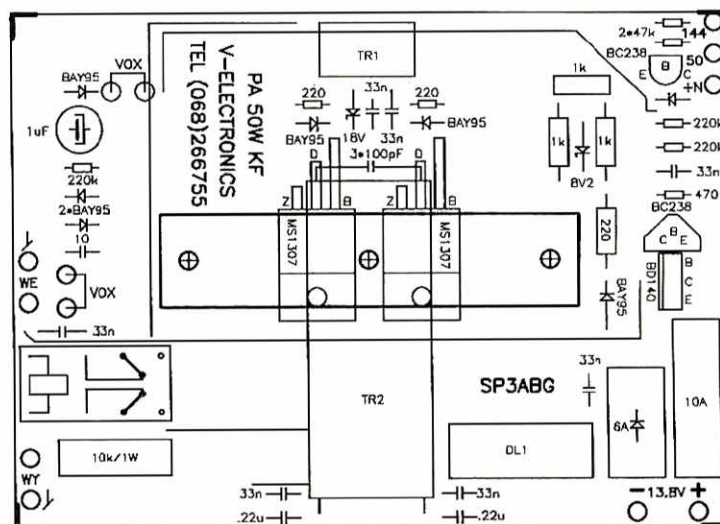 2*47k
144
BC238
50
E
B
C
+N
220k
220k
33n
470
BC238
C
B
E
BD140
B
C
E
10A
VOX
BAY95
1uF
220k
2*BAY95
10
WE
VOX
33n
10k/1W
WY
PA 50W KF
V-ELECTRONICS
TEL (068)266755
TR1
220
33n
220
BAY95
18V
33n
BAY95
D
3*100pF
D
Z
B
Z
B
MS1307
MS1307
1k
1k
1k
8V2
220
BAY95
TR2
SP3ABG
33n
6A
DL1
33n
.22u
33n
.22u
- 13,8V +